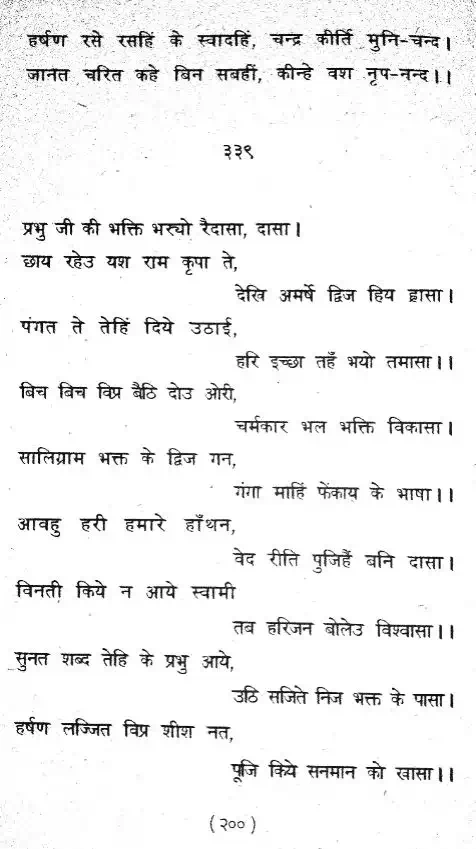 हर्षण रसे रसहिं के स्वादहिं, चन्द्र कीर्ति मुनि-चन्द।
जानत चरित कहे बिन सबहीं, कीन्हे वश नृप-नन्द।।
३३९
प्रभु जी की भक्ति भर्‌यो रैदासा, दासा।
छाय रहेउ यश राम कृपा ते,
देखि अमर्षे द्विज हिय ह्रासा।
पंगत ते तेहिं दिये उठाई,
हरि इच्छा तहँ भयो तमासा।।
बिच बिच विप्र बैठि दोउ ओरी,
चर्मकार भल भक्ति विकासा।
सालिग्राम भक्त के द्विज गन,
गंगा माहिं फेंकाय के भाषा।।
आवहु हरी हमारे हाँथन,
वेद रीति पुजिहैं बनि दासा।
विनती किये न आये स्वामी
तब हरिजन बोलेउ विश्वासा।।
सुनत शब्द तेहि के प्रभु आये,
उठि सजिते निज भक्त के पासा।
हर्षण लज्जित विप्र शीश नत,
पूजि किये सनमान को खासा।।
(२००)